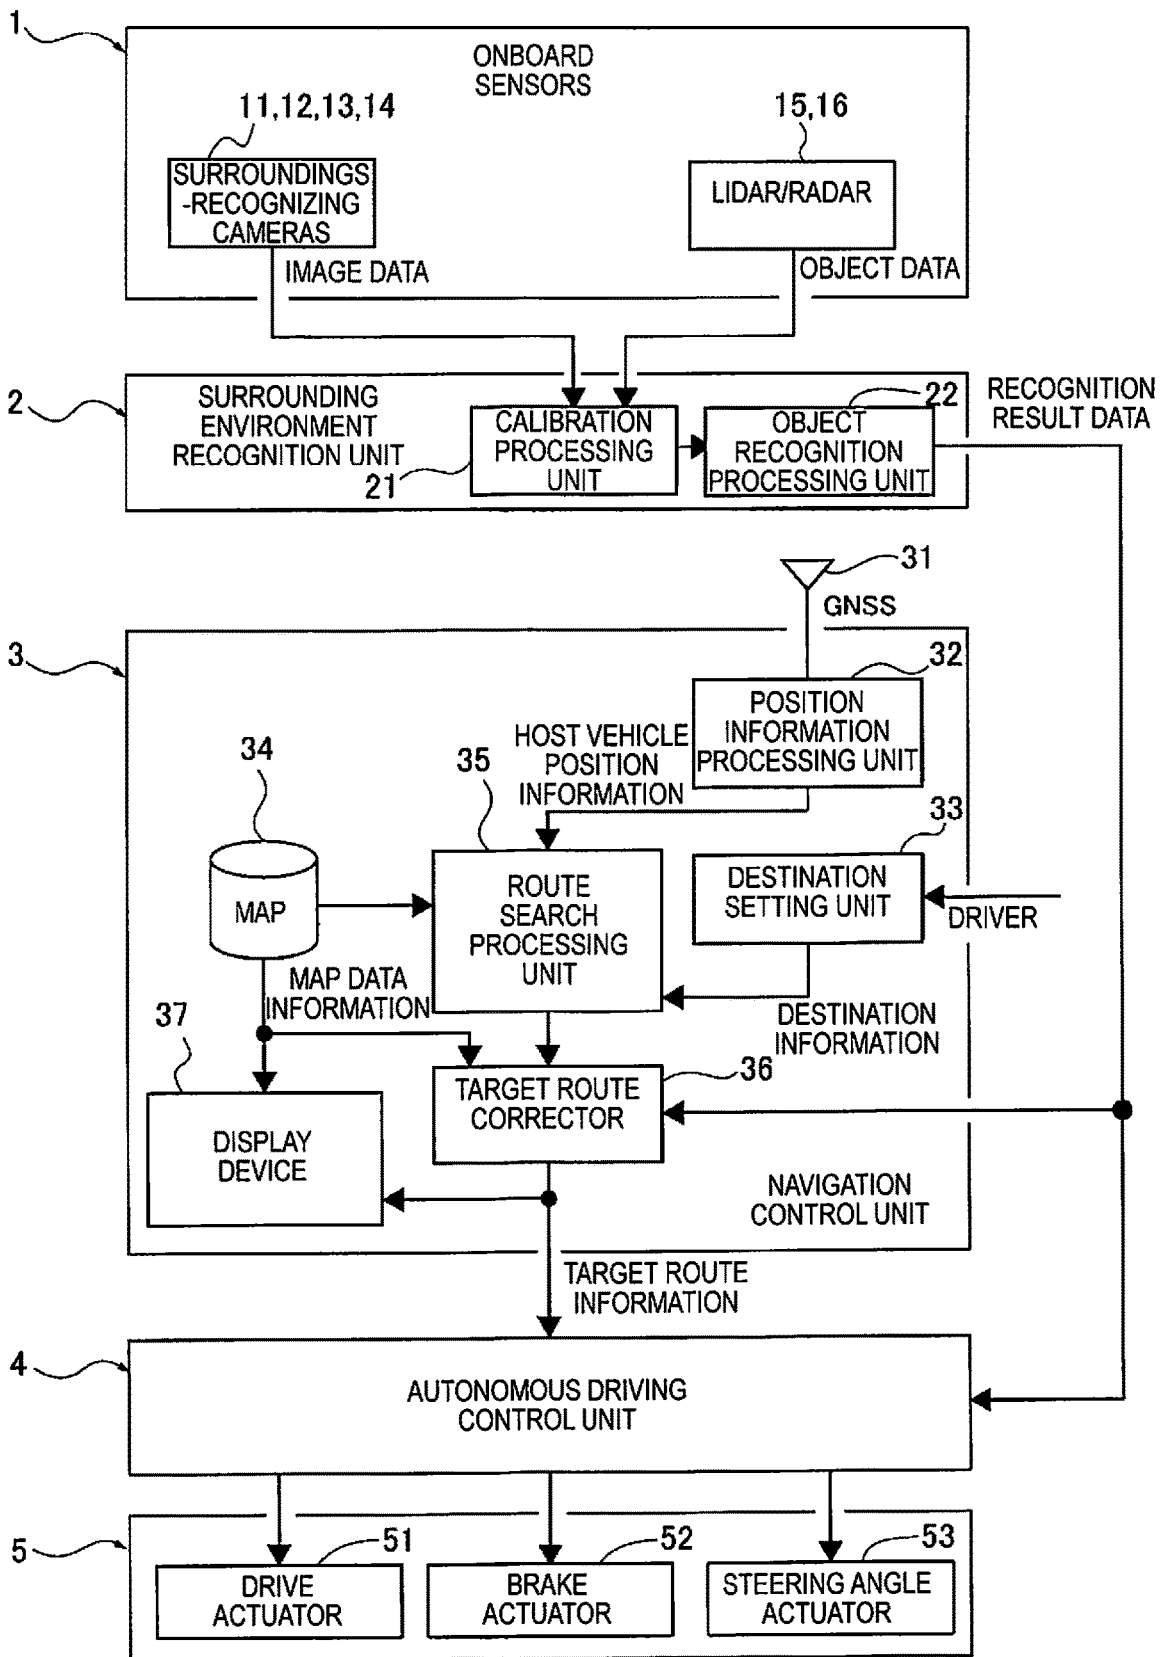 1
ONBOARD
SENSORS
11,12,13,14
15,16
SURROUNDINGS
-RECOGNIZING
CAMERAS
LIDAR/RADAR
IMAGE DATA
OBJECT DATA
2
SURROUNDING
ENVIRONMENT
RECOGNITION UNIT
21
CALIBRATION
PROCESSING
UNIT
22
OBJECT
RECOGNITION
PROCESSING UNIT
RECOGNITION
RESULT DATA
31
GNSS
3
32
POSITION
INFORMATION
PROCESSING UNIT
HOST VEHICLE
POSITION
INFORMATION
34
35
33
MAP
ROUTE
SEARCH
PROCESSING
UNIT
DESTINATION
SETTING UNIT
DRIVER
MAP DATA
INFORMATION
DESTINATION
INFORMATION
37
36
TARGET ROUTE
CORRECTOR
DISPLAY
DEVICE
NAVIGATION
CONTROL UNIT
TARGET ROUTE
INFORMATION
4
AUTONOMOUS DRIVING
CONTROL UNIT
5
51
52
53
DRIVE
ACTUATOR
BRAKE
ACTUATOR
STEERING ANGLE
ACTUATOR